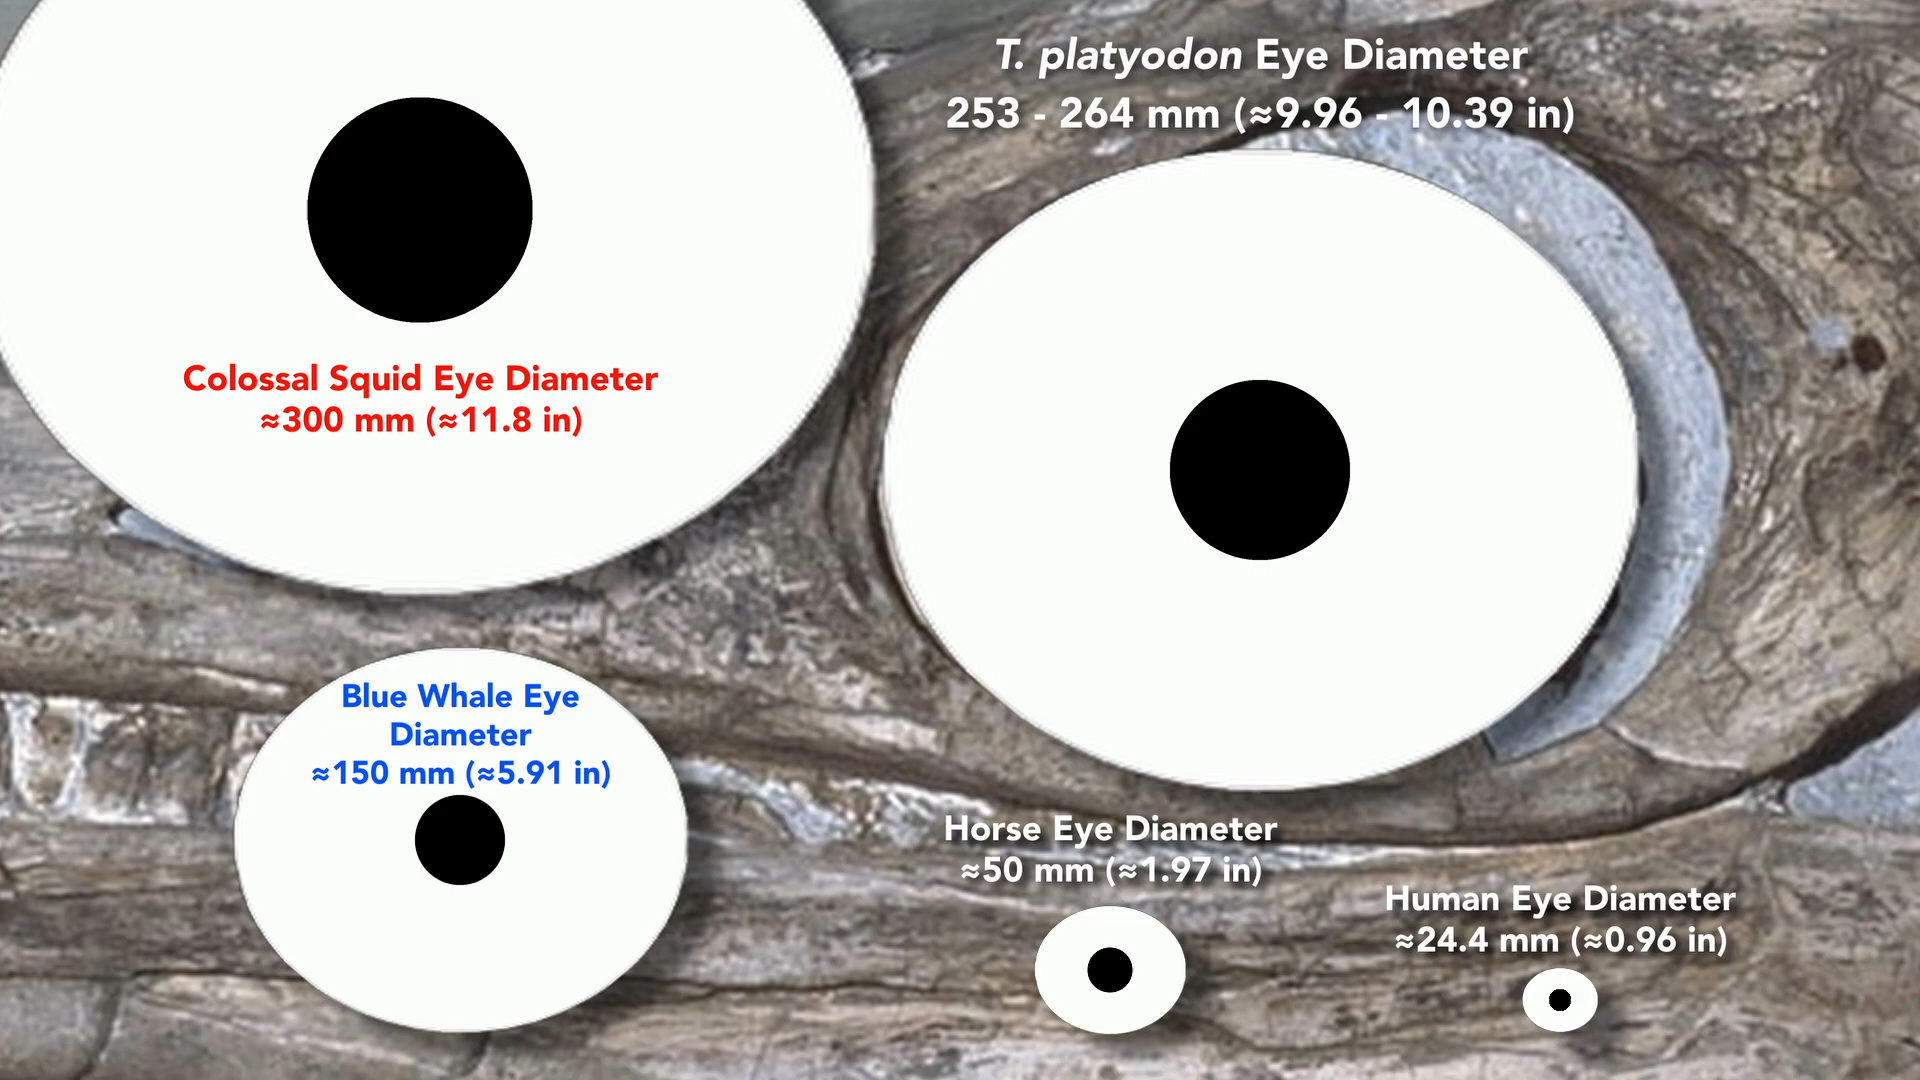 T. platyodon Eye Diameter
253 - 264 mm (≈9.96 - 10.39 in)
Colossal Squid Eye Diameter
≈300 mm (≈11.8 in)
Blue Whale Eye
Diameter
≈150 mm (≈5.91 in)
Horse Eye Diameter
≈50 mm (≈1.97 in)
Human Eye Diameter
≈24.4 mm (≈0.96 in)